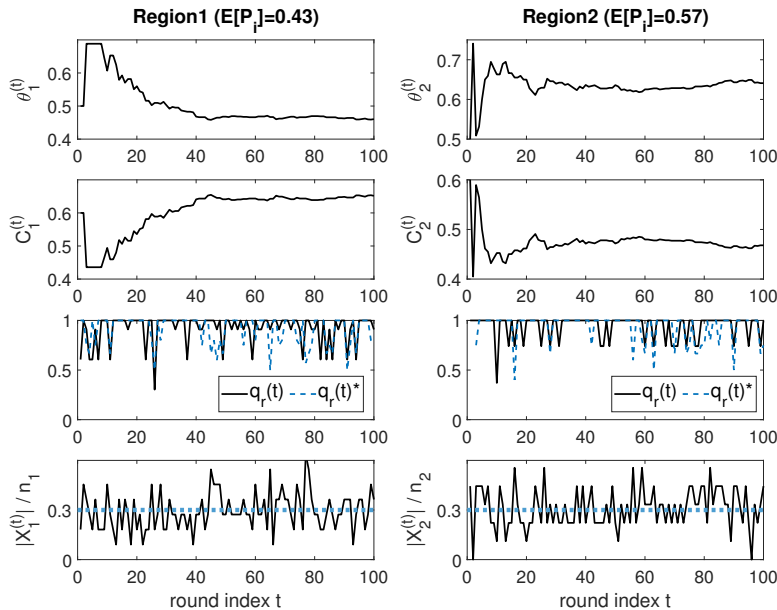 Region1 (E[P_i]=0.43)
θ_1^(t)
0.6
0.5
0.4
0 20 40 60 80 100
C_1^(t)
0.6
0.5
0.4
0 20 40 60 80 100
1
0.5
0
q_r(t) q_r(t)*
0 20 40 60 80 100
|X_1^(t)| / n_1
0.3
0
0 20 40 60 80 100
round index t
Region2 (E[P_i]=0.57)
θ_2^(t)
0.7
0.6
0.5
0 20 40 60 80 100
C_2^(t)
0.6
0.5
0.4
0 20 40 60 80 100
1
0.5
0
q_r(t) q_r(t)*
0 20 40 60 80 100
|X_2^(t)| / n_2
0.3
0
0 20 40 60 80 100
round index t